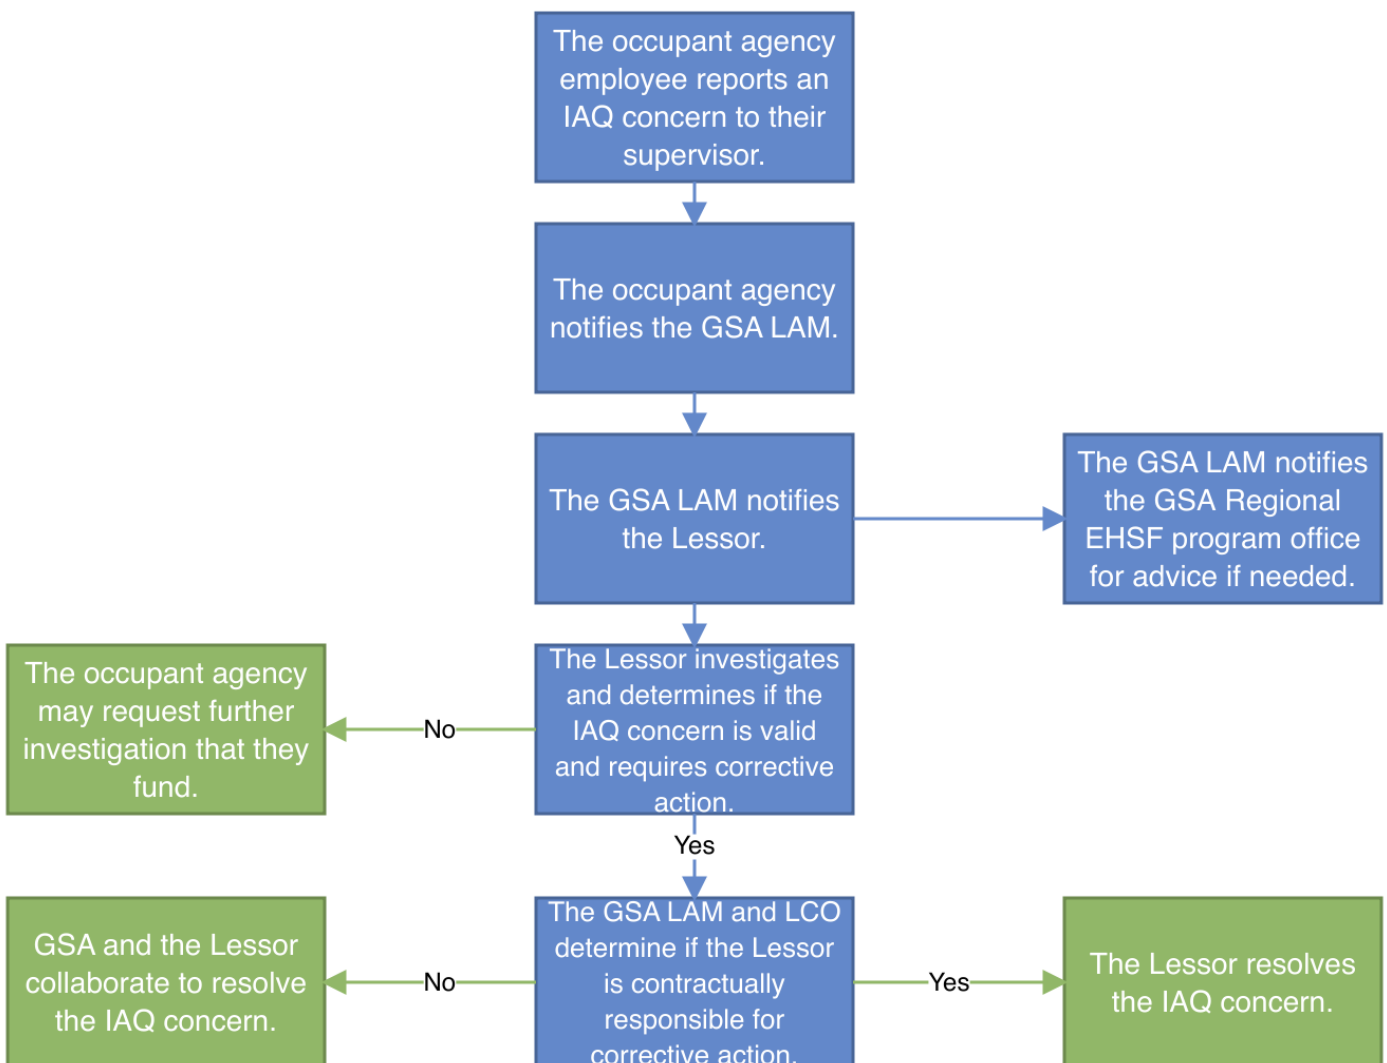 The occupant agency
employee reports an
IAQ concern to their
supervisor.
The occupant agency
notifies the GSA LAM.
The GSA LAM notifies
the Lessor.
The GSA LAM notifies
the GSA Regional
EHSF program office
for advice if needed.
The Lessor investigates
and determines if the
IAQ concern is valid
and requires corrective
action.
No
The occupant agency
may request further
investigation that they
fund.
Yes
The GSA LAM and LCO
determine if the Lessor
is contractually
responsible for
corrective action.
No
GSA and the Lessor
collaborate to resolve
the IAQ concern.
Yes
The Lessor resolves
the IAQ concern.